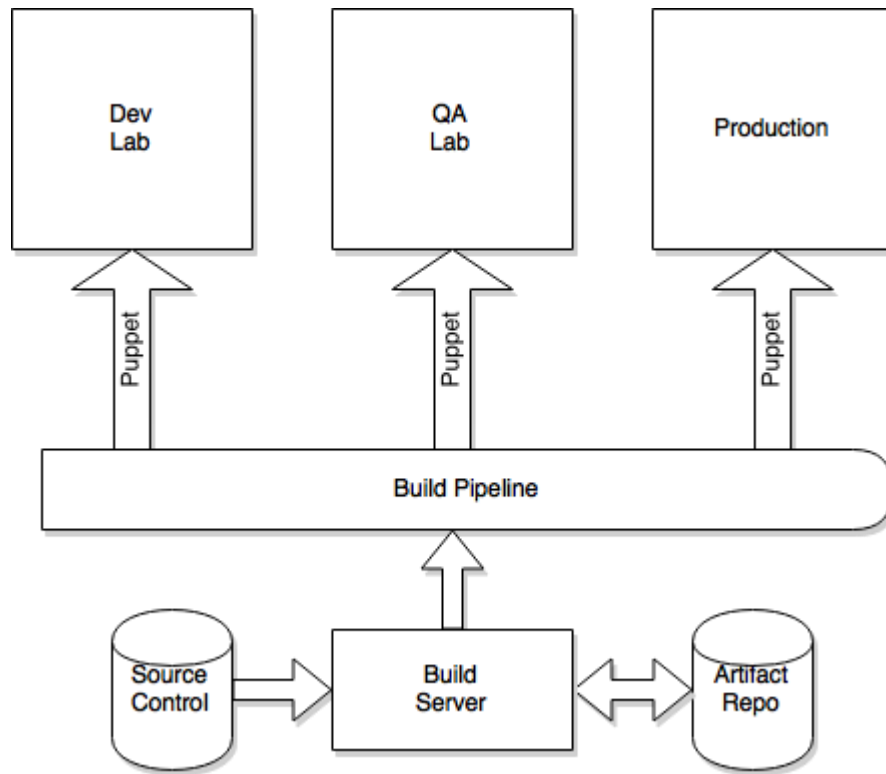 Dev
Lab
QA
Lab
Production
Puppet
Puppet
Puppet
Build Pipeline
Source
Control
Build
Server
Artifact
Repo